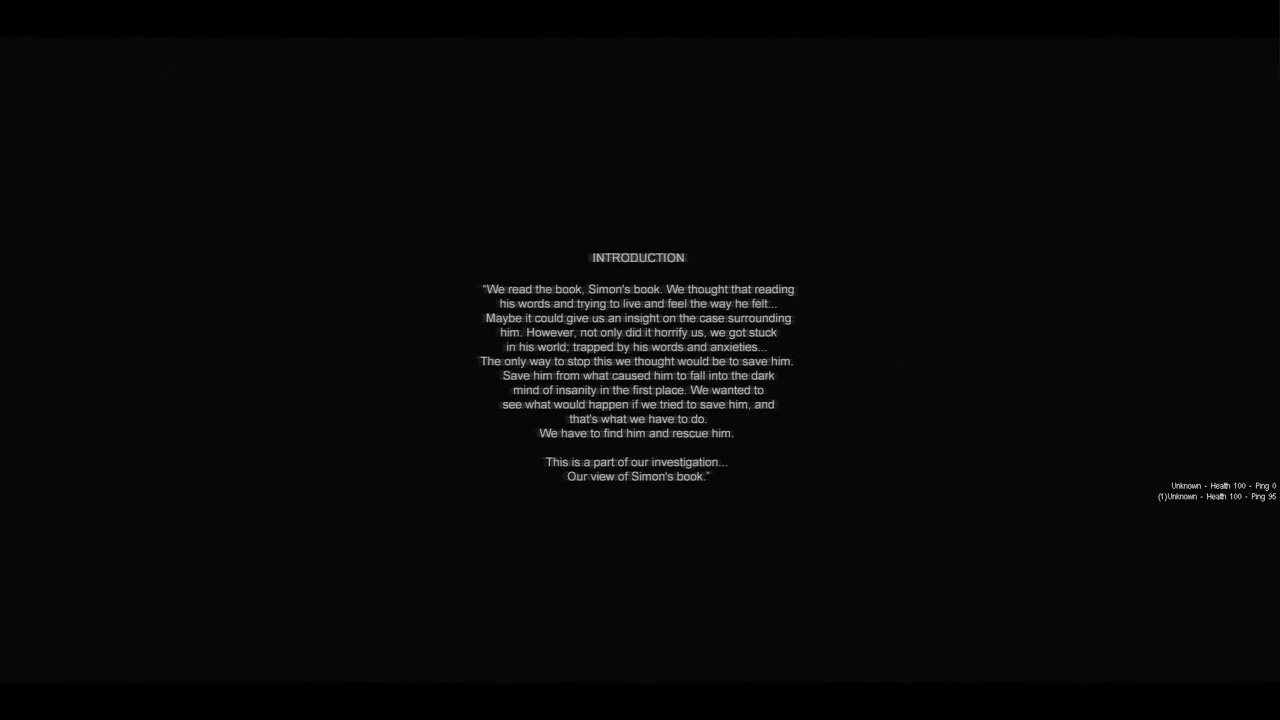 INTRODUCTION
“We read the book, Simon's book. We thought that reading
his words and trying to live and feel the way he felt...
Maybe it could give us an insight on the case surrounding
him. However, not only did it horrify us, we got stuck
in his world; trapped by his words and anxieties...
The only way to stop this we thought would be to save him.
Save him from what caused him to fall into the dark
mind of insanity in the first place. We wanted to
see what would happen if we tried to save him, and
that's what we have to do.
We have to find him and rescue him.
This is a part of our investigation...
Our view of Simon's book.”
Unknown - Health 100 - Ping 0
(1)Unknown - Health 100 - Ping 95